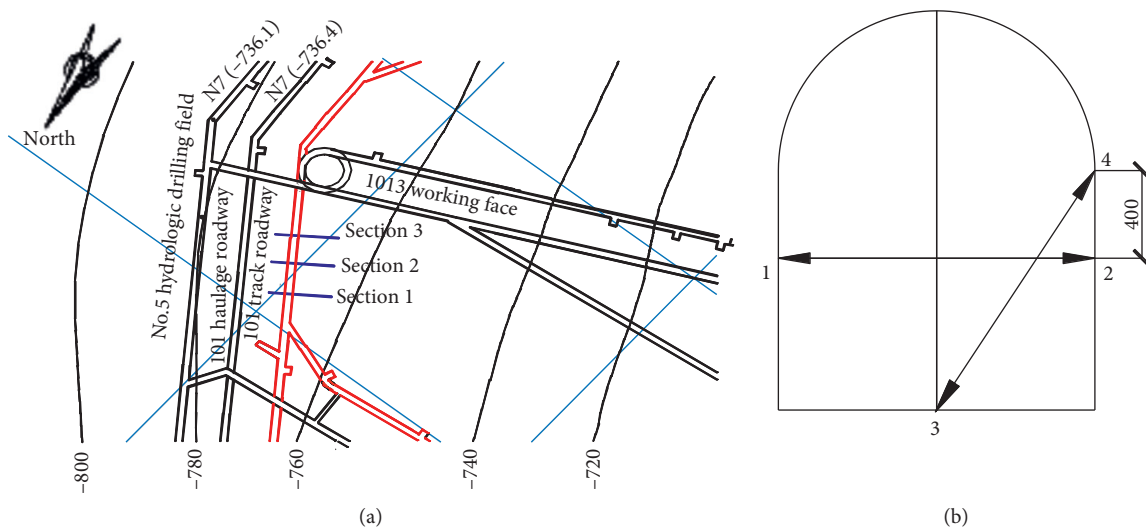 North
N7 (–736.1)
N7 (–736.4)
No.5 hydrologic drilling field
101 haulage roadway
101 track roadway
1013 working face
Section 3
Section 2
Section 1
–800
–780
–760
–740
–720
(a)
4
400
1
2
3
(b)